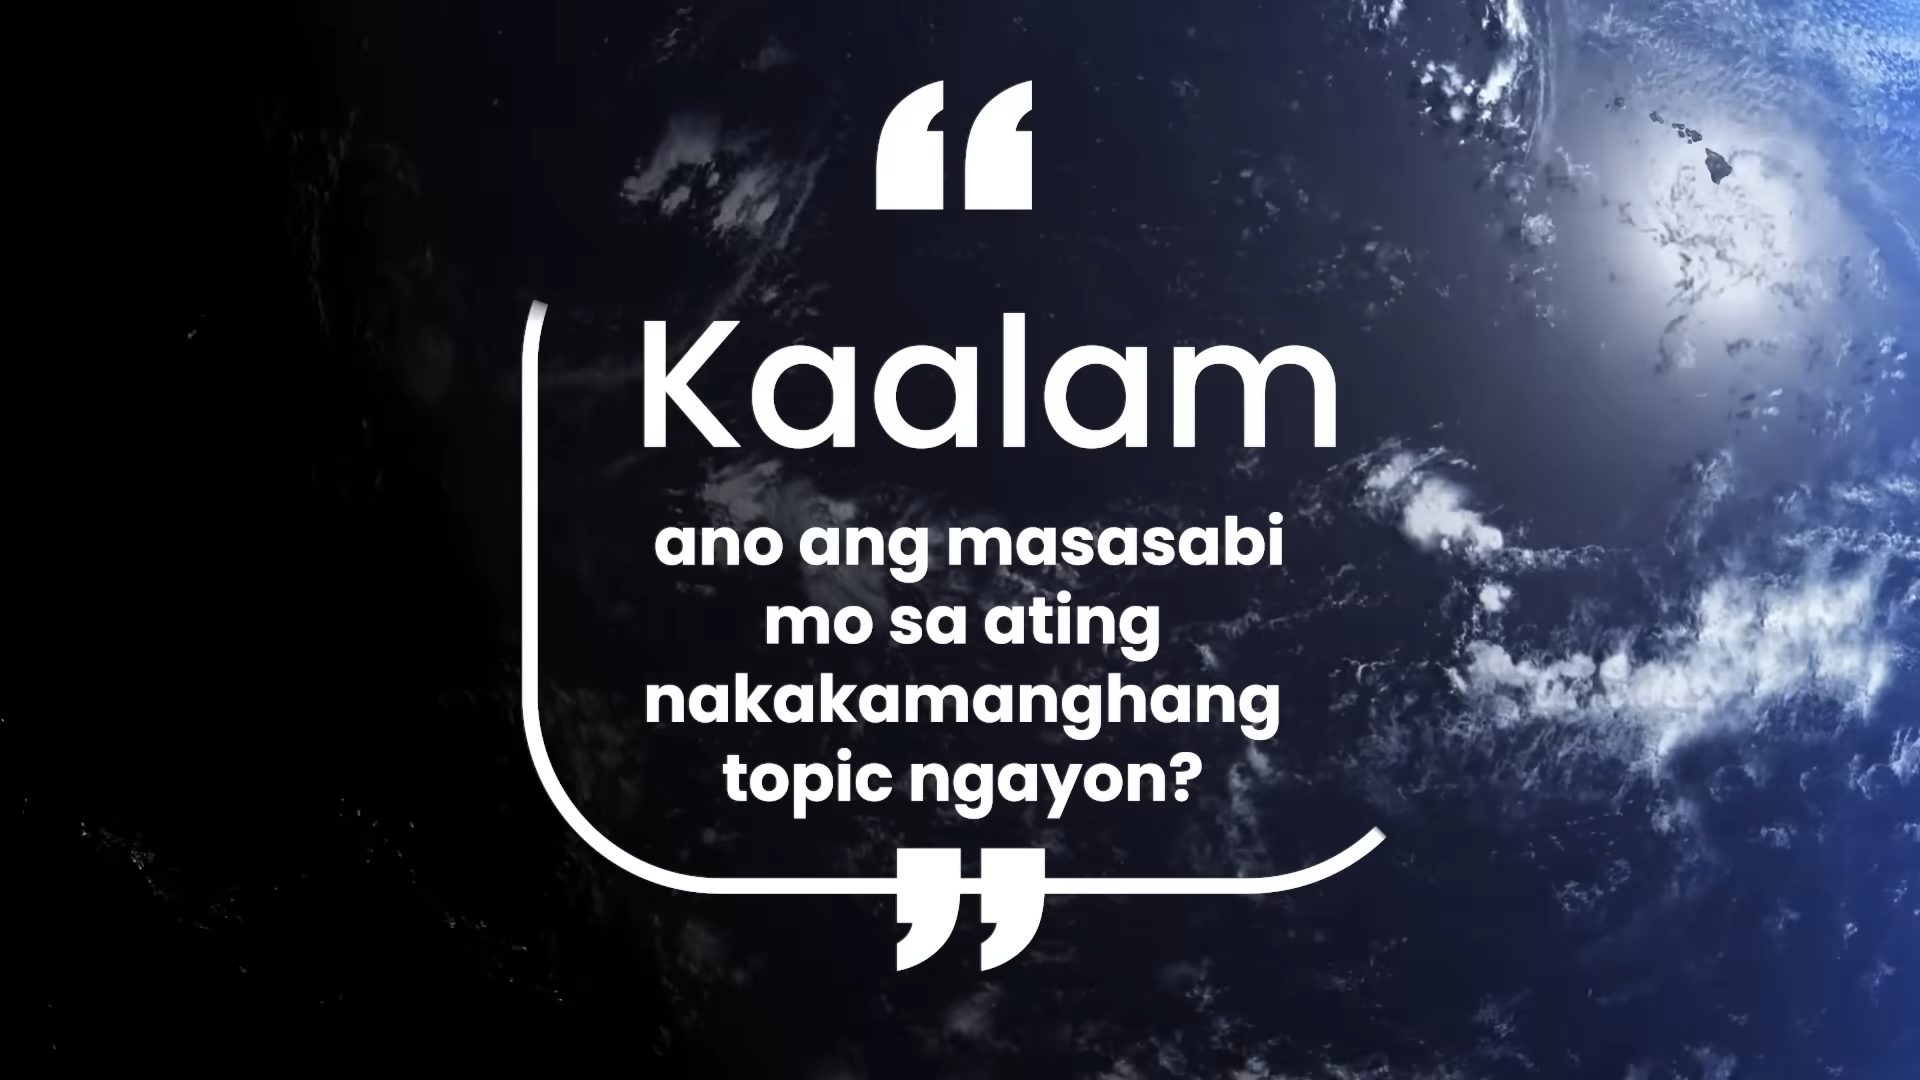 “
Kaalam
ano ang masasabi
mo sa ating
nakakamanghang
topic ngayon?
”